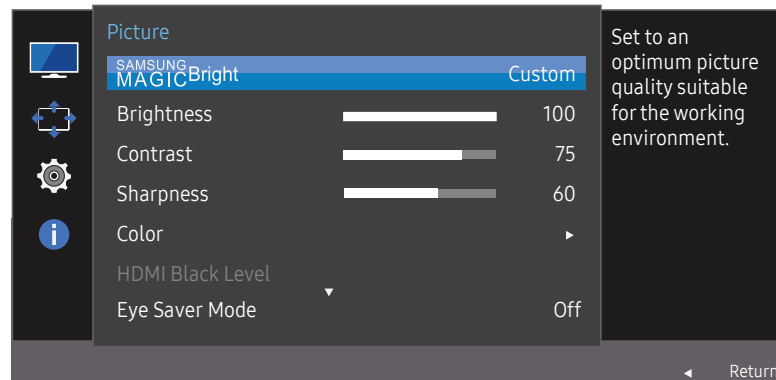 Picture
SAMSUNG
MAGICBright Custom
Brightness 100
Contrast 75
Sharpness 60
Color ▸
HDMI Black Level
▾
Eye Saver Mode Off
Set to an
optimum picture
quality suitable
for the working
environment.
i
◂ Return